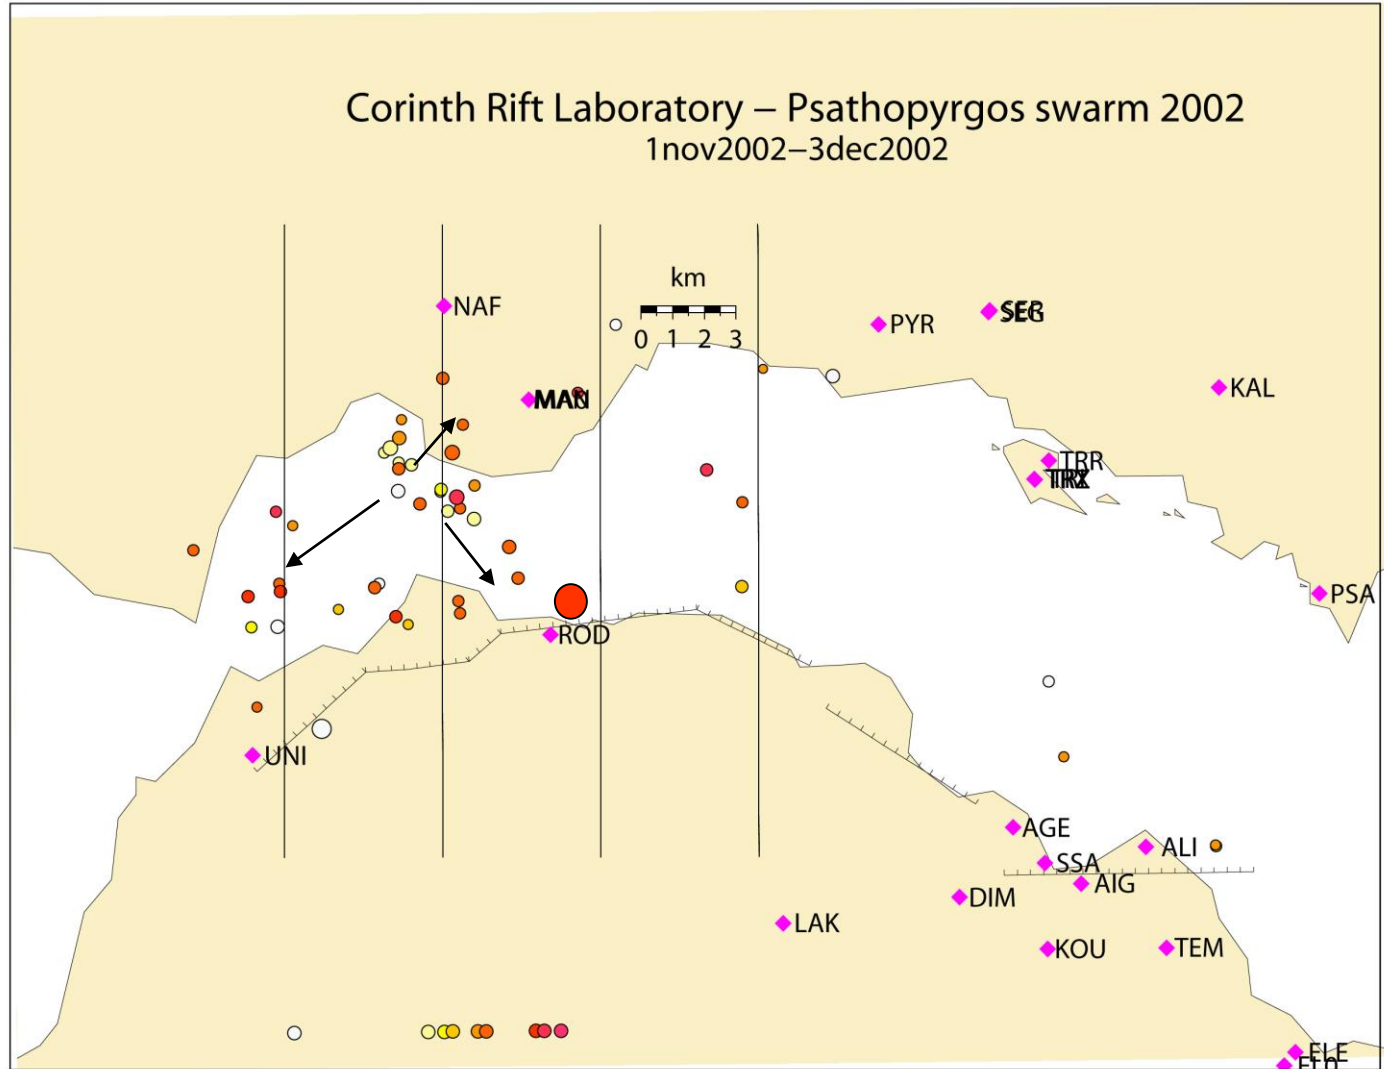 Corinth Rift Laboratory – Psathopyrgos swarm 2002
1nov2002–3dec2002
km
0 1 2 3
NAF
PYR
KAL
TRR
PSA
ROD
UNI
AGE
ALI
SSA
AIG
DIM
LAK
KOU
TEM
ELE